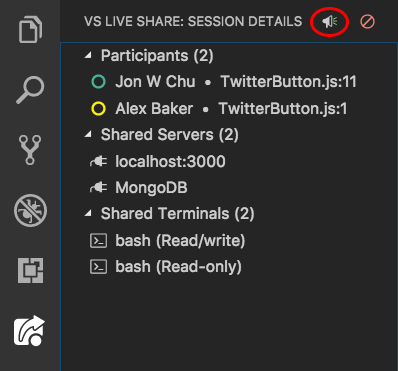 VS LIVE SHARE: SESSION DETAILS
Participants (2)
Jon W Chu • TwitterButton.js:11
Alex Baker • TwitterButton.js:1
Shared Servers (2)
localhost:3000
MongoDB
Shared Terminals (2)
bash (Read/write)
bash (Read-only)